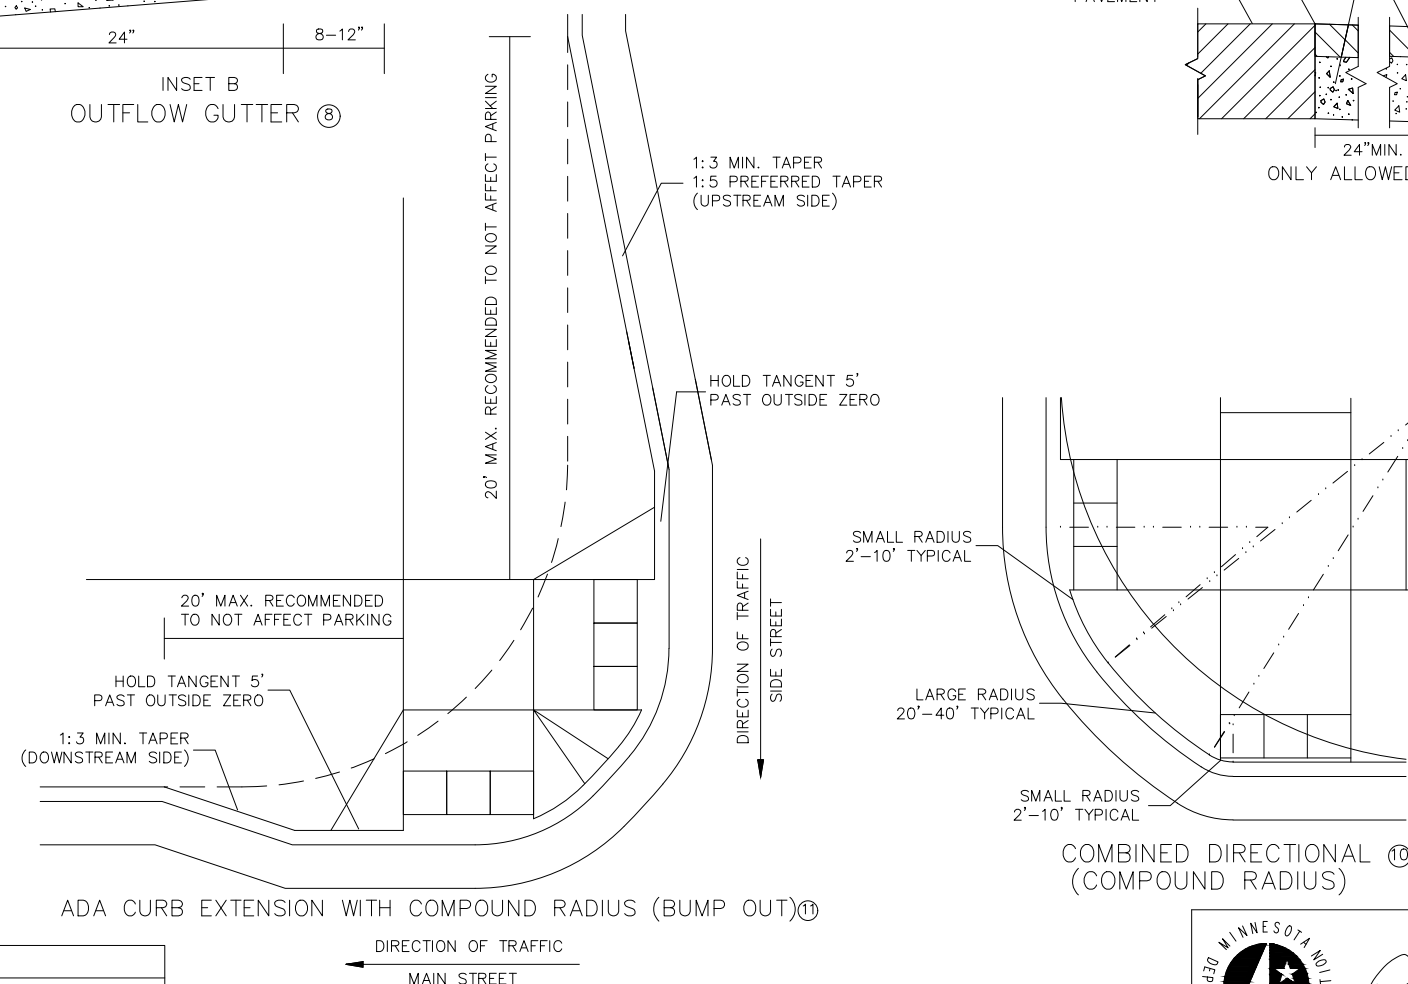 PAVEMENT
24"
8-12"
INSET B
OUTFLOW GUTTER 8
24"MIN.
ONLY ALLOWED
20' MAX. RECOMMENDED TO NOT AFFECT PARKING
1:3 MIN. TAPER
1:5 PREFERRED TAPER
(UPSTREAM SIDE)
HOLD TANGENT 5'
PAST OUTSIDE ZERO
20' MAX. RECOMMENDED
TO NOT AFFECT PARKING
HOLD TANGENT 5'
PAST OUTSIDE ZERO
1:3 MIN. TAPER
(DOWNSTREAM SIDE)
DIRECTION OF TRAFFIC
SIDE STREET
ADA CURB EXTENSION WITH COMPOUND RADIUS (BUMP OUT) 11
DIRECTION OF TRAFFIC
MAIN STREET
SMALL RADIUS
2'-10' TYPICAL
LARGE RADIUS
20'-40' TYPICAL
SMALL RADIUS
2'-10' TYPICAL
COMBINED DIRECTIONAL 10
(COMPOUND RADIUS)
MINNESOTA